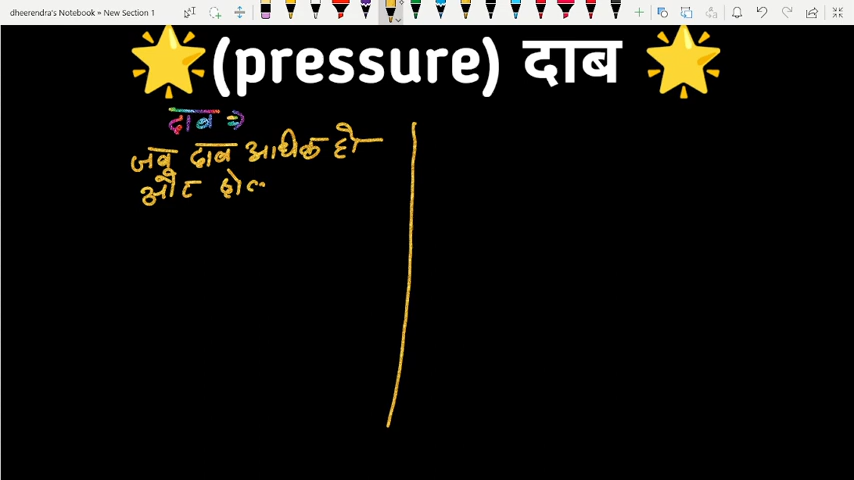 dheerendra's Notebook » New Section 1
(pressure) दाब
दाब ⇒
जब दाब अधिक हो
और